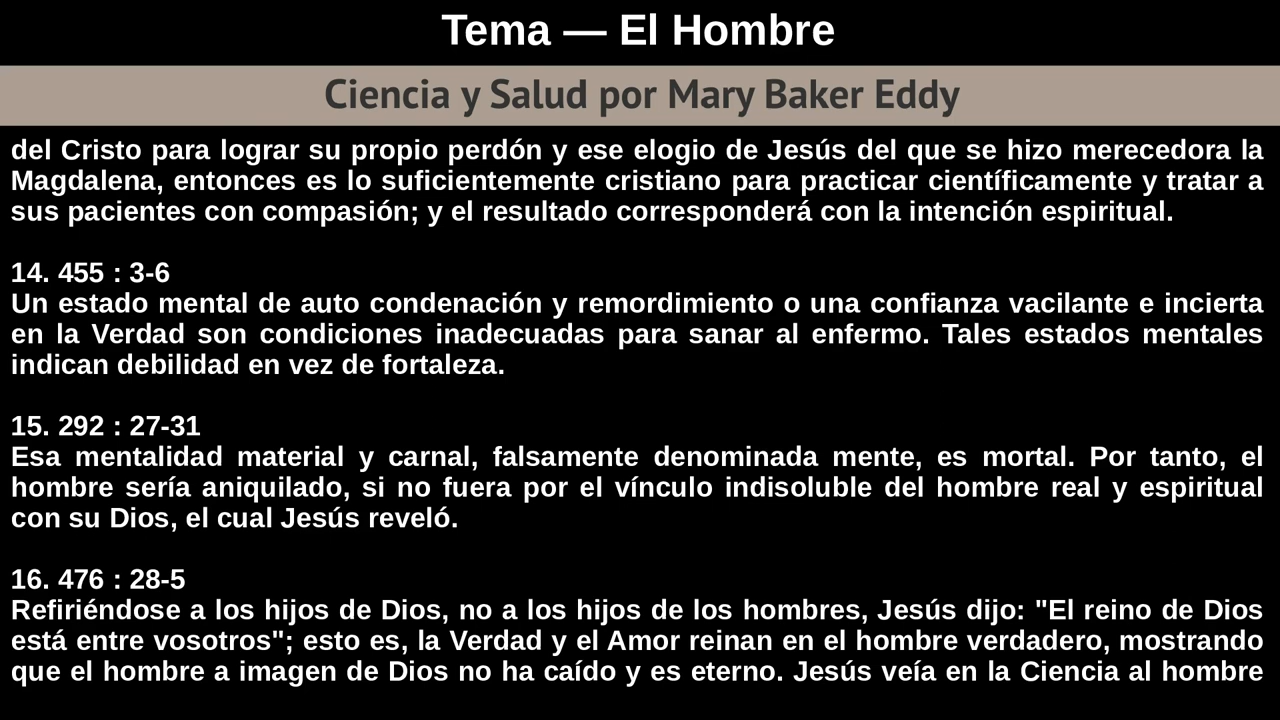 Tema — El Hombre
Ciencia y Salud por Mary Baker Eddy
del Cristo para lograr su propio perdón y ese elogio de Jesús del que se hizo merecedora la
Magdalena, entonces es lo suficientemente cristiano para practicar científicamente y tratar a
sus pacientes con compasión; y el resultado corresponderá con la intención espiritual.
14. 455 : 3-6
Un estado mental de auto condenación y remordimiento o una confianza vacilante e incierta
en la Verdad son condiciones inadecuadas para sanar al enfermo. Tales estados mentales
indican debilidad en vez de fortaleza.
15. 292 : 27-31
Esa mentalidad material y carnal, falsamente denominada mente, es mortal. Por tanto, el
hombre sería aniquilado, si no fuera por el vínculo indisoluble del hombre real y espiritual
con su Dios, el cual Jesús reveló.
16. 476 : 28-5
Refiriéndose a los hijos de Dios, no a los hijos de los hombres, Jesús dijo: "El reino de Dios
está entre vosotros"; esto es, la Verdad y el Amor reinan en el hombre verdadero, mostrando
que el hombre a imagen de Dios no ha caído y es eterno. Jesús veía en la Ciencia al hombre